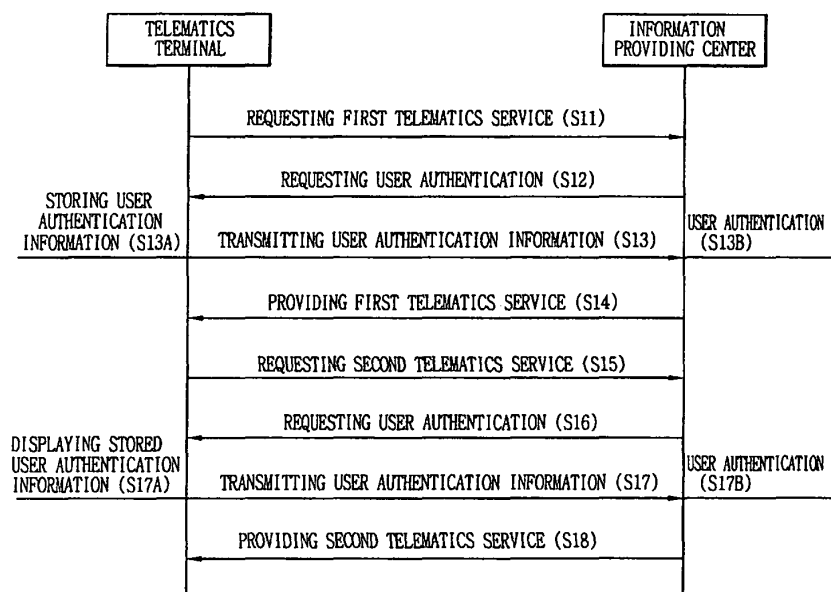 TELEMATICS
TERMINAL
INFORMATION
PROVIDING CENTER
REQUESTING FIRST TELEMATICS SERVICE (S11)
REQUESTING USER AUTHENTICATION (S12)
STORING USER
AUTHENTICATION
INFORMATION (S13A)
TRANSMITTING USER AUTHENTICATION INFORMATION (S13)
USER AUTHENTICATION
(S13B)
PROVIDING FIRST TELEMATICS SERVICE (S14)
REQUESTING SECOND TELEMATICS SERVICE (S15)
REQUESTING USER AUTHENTICATION (S16)
DISPLAYING STORED
USER AUTHENTICATION
INFORMATION (S17A)
TRANSMITTING USER AUTHENTICATION INFORMATION (S17)
USER AUTHENTICATION
(S17B)
PROVIDING SECOND TELEMATICS SERVICE (S18)